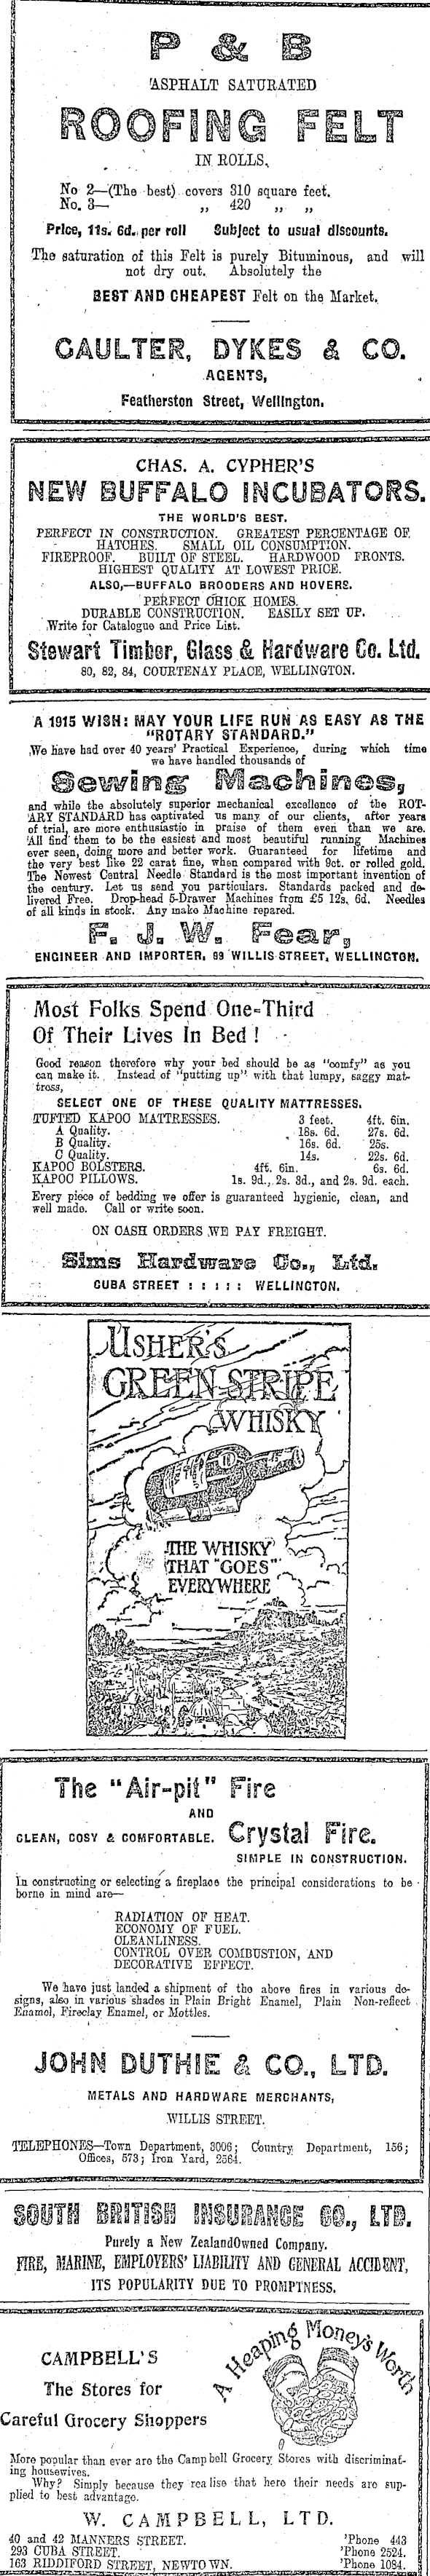 P & B
ASPHALT SATURATED
ROOFING FELT
IN ROLLS,
No 2—(The best) covers 310 square feet.
No. 3— „ 420 „ „
Price, 11s. 6d. per roll Subject to usual discounts.
The saturation of this Felt is purely Bituminous, and will
not dry out. Absolutely the
BEST AND CHEAPEST Felt on the Market.
CAULTER, DYKES & CO.
AGENTS,
Featherston Street, Wellington.
CHAS. A. CYPHER'S
NEW BUFFALO INCUBATORS.
THE WORLD'S BEST.
PERFECT IN CONSTRUCTION. GREATEST PERCENTAGE OF
HATCHES. SMALL OIL CONSUMPTION.
FIREPROOF. BUILT OF STEEL. HARDWOOD FRONTS.
HIGHEST QUALITY AT LOWEST PRICE.
ALSO,—BUFFALO BROODERS AND HOVERS.
PERFECT CHICK HOMES.
DURABLE CONSTRUCTION. EASILY SET UP.
Write for Catalogue and Price List.
Stewart Timber, Glass & Hardware Co. Ltd.
80, 82, 84, COURTENAY PLACE, WELLINGTON.
A 1915 WISH: MAY YOUR LIFE RUN AS EASY AS THE
"ROTARY STANDARD."
We have had over 40 years' Practical Experience, during which time
we have handled thousands of
Sewing Machines,
and while the absolutely superior mechanical excellence of the ROT-
ARY STANDARD has captivated us many of our clients, after years
of trial, are more enthusiastic in praise of them even than we are.
All find them to be the easiest and most beautiful running Machines
ever seen, doing more and better work. Guaranteed for lifetime and
the very best like 22 carat fine, when compared with 9ct. or rolled gold.
The Newest Central Needle Standard is the most important invention of
the century. Let us send you particulars. Standards packed and de-
livered Free. Drop-head 5-Drawer Machines from £5 12s. 6d. Needles
of all kinds in stock. Any make Machine repared.
F. J. W. Fear,
ENGINEER AND IMPORTER, 99 WILLIS STREET, WELLINGTON.
Most Folks Spend One-Third
Of Their Lives In Bed !
Good reason therefore why your bed should be as "comfy" as you
can make it. Instead of "putting up" with that lumpy, saggy mat-
tress,
SELECT ONE OF THESE QUALITY MATTRESSES.
TUFTED KAPOO MATTRESSES. 3 feet. 4ft. 6in.
A Quality. 18s. 6d. 27s. 6d.
B Quality. 16s. 6d. 25s.
C Quality. 14s. 22s. 6d.
KAPOO BOLSTERS. 4ft. 6in. 6s. 6d.
KAPOO PILLOWS. 1s. 9d., 2s. 3d., and 2s. 9d. each.
Every piece of bedding we offer is guaranteed hygienic, clean, and
well made. Call or write soon.
ON CASH ORDERS WE PAY FREIGHT.
Sims Hardware Co., Ltd.
CUBA STREET : : : : : WELLINGTON.
USHER'S
GREEN STRIPE
WHISKY
THE WHISKY
THAT "GOES"
EVERYWHERE
The "Air-pit" Fire
AND
CLEAN, COSY & COMFORTABLE. Crystal Fire.
SIMPLE IN CONSTRUCTION.
In constructing or selecting a fireplace the principal considerations to be
borne in mind are—
RADIATION OF HEAT.
ECONOMY OF FUEL.
CLEANLINESS.
CONTROL OVER COMBUSTION, AND
DECORATIVE EFFECT.
We have just landed a shipment of the above fires in various de-
signs, also in various shades in Plain Bright Enamel, Plain Non-reflect
Enamel, Fireclay Enamel, or Mottles.
JOHN DUTHIE & CO., LTD.
METALS AND HARDWARE MERCHANTS,
WILLIS STREET.
TELEPHONES—Town Department, 3006; Country Department, 156;
Offices, 573; Iron Yard, 2564.
SOUTH BRITISH INSURANCE CO., LTD.
Purely a New ZealandOwned Company.
FIRE, MARINE, EMPLOYERS' LIABILITY AND GENERAL ACCIDENT,
ITS POPULARITY DUE TO PROMPTNESS.
CAMPBELL'S
The Stores for
Careful Grocery Shoppers
A Heaping Money's Worth
More popular than ever are the Campbell Grocery Stores with discriminat-
ing housewives.
Why? Simply because they realise that here their needs are sup-
plied to best advantage.
W. CAMPBELL, LTD.
40 and 42 MANNERS STREET. 'Phone 443
293 CUBA STREET. 'Phone 2524.
163 RIDDIFORD STREET, NEWTOWN. 'Phone 1084.